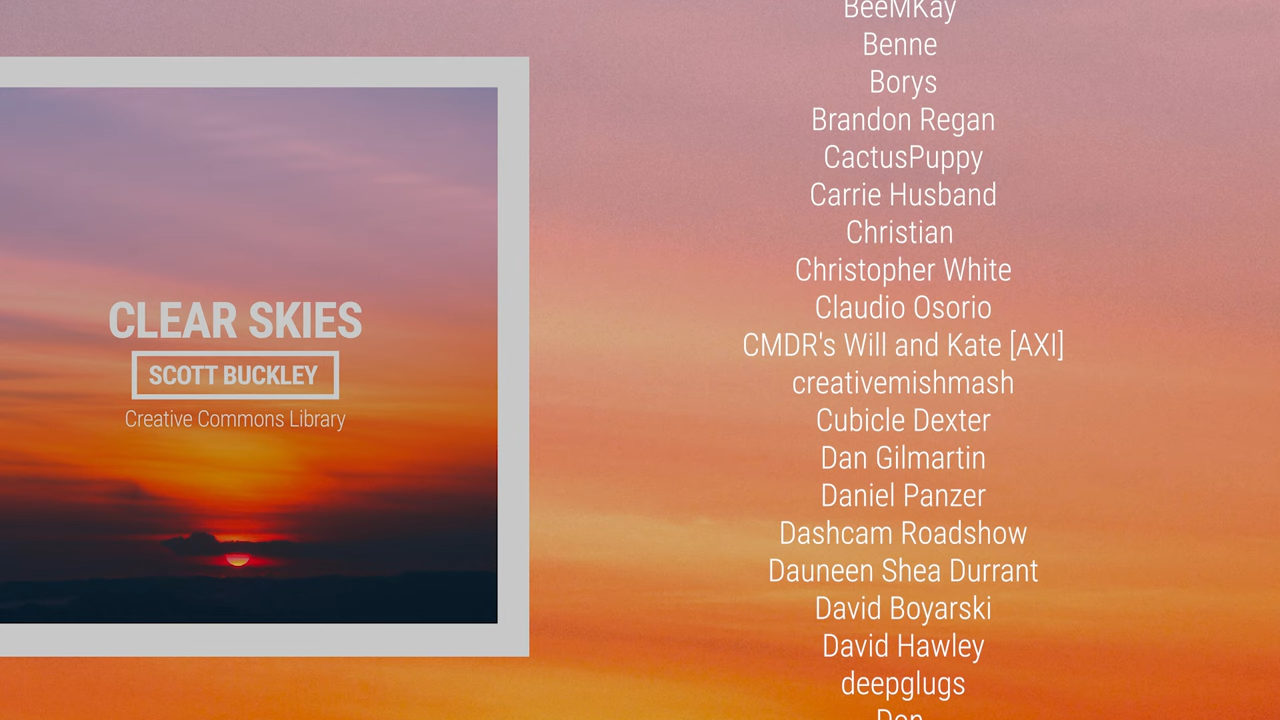 CLEAR SKIES
SCOTT BUCKLEY
Creative Commons Library
BeeMKay
Benne
Borys
Brandon Regan
CactusPuppy
Carrie Husband
Christian
Christopher White
Claudio Osorio
CMDR's Will and Kate [AXI]
creativemishmash
Cubicle Dexter
Dan Gilmartin
Daniel Panzer
Dashcam Roadshow
Dauneen Shea Durrant
David Boyarski
David Hawley
deepglugs